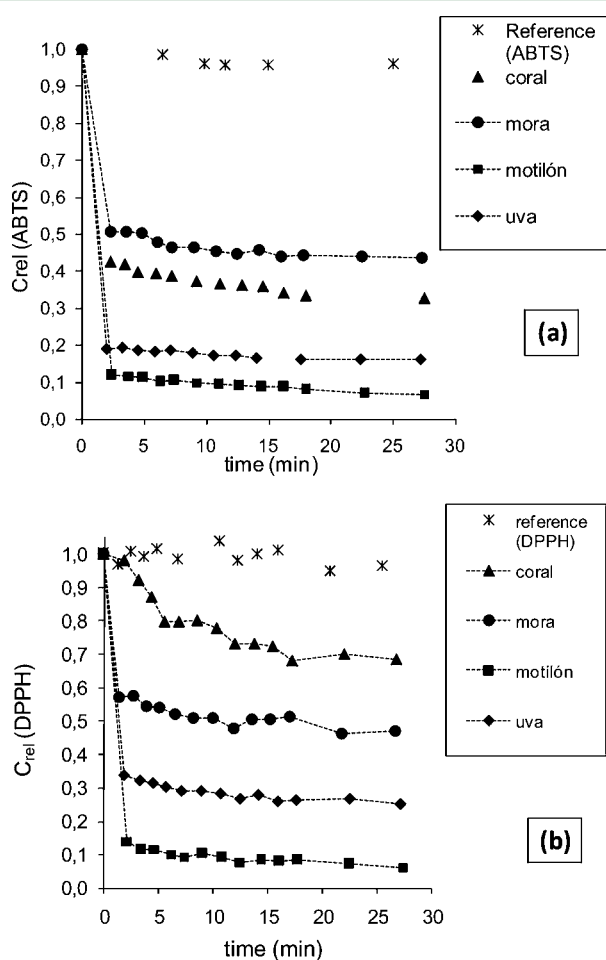 (a)
Crel (ABTS)
1,0
0,9
0,8
0,7
0,6
0,5
0,4
0,3
0,2
0,1
0,0
0 5 10 15 20 25 30
time (min)
Reference
(ABTS)
coral
mora
motilón
uva
(b)
Crel (DPPH)
1,0
0,9
0,8
0,7
0,6
0,5
0,4
0,3
0,2
0,1
0,0
0 5 10 15 20 25 30
time (min)
reference
(DPPH)
coral
mora
motilón
uva